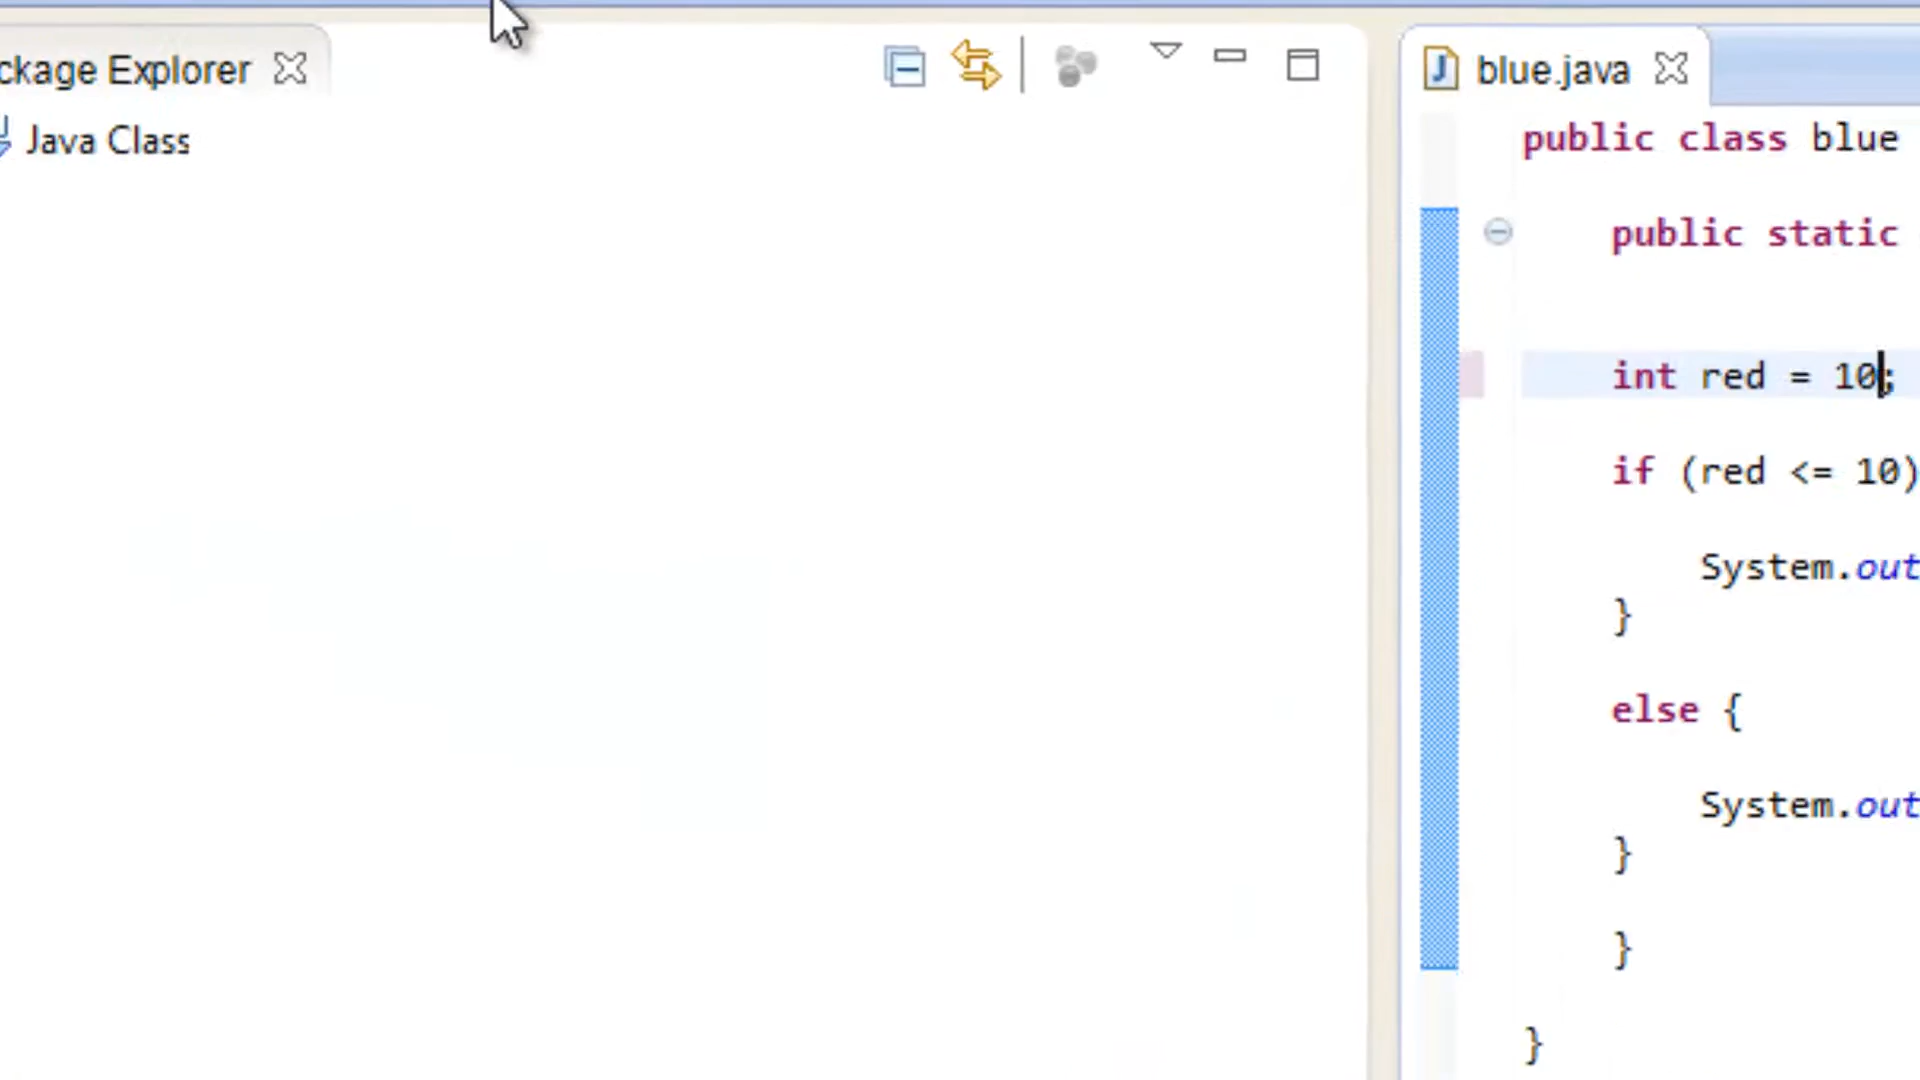 ckage Explorer
Java Class
blue.java
public class blue
public static
int red = 10;
if (red <= 10)
System.out
}
else {
System.out
}
}
}